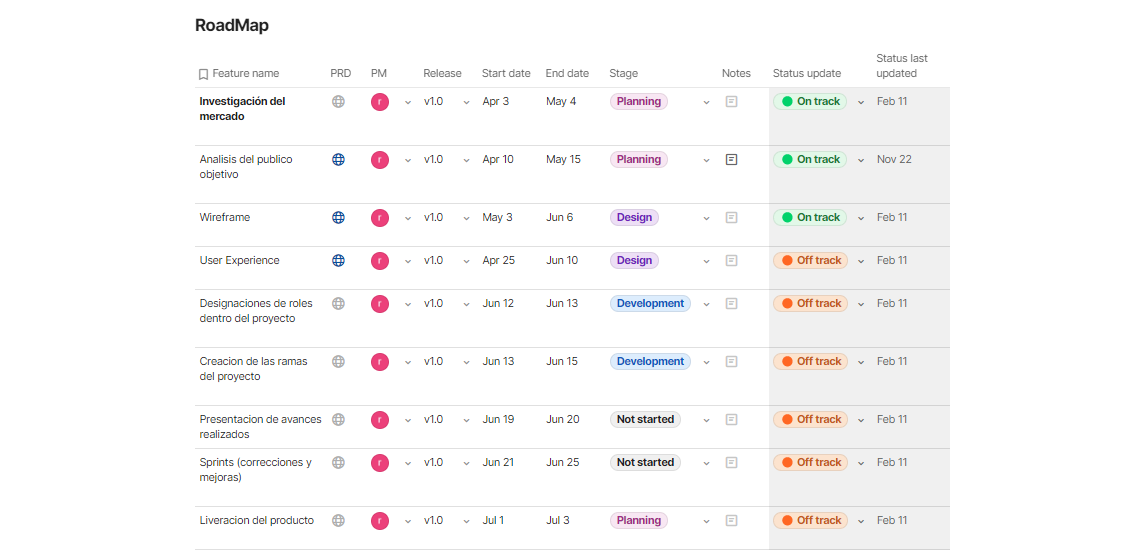 RoadMap
Feature name PRD PM Release Start date End date Stage Notes Status update Status last updated
Investigación del mercado r v1.0 Apr 3 May 4 Planning On track Feb 11
Analisis del publico objetivo r v1.0 Apr 10 May 15 Planning On track Nov 22
Wireframe r v1.0 May 3 Jun 6 Design On track Feb 11
User Experience r v1.0 Apr 25 Jun 10 Design Off track Feb 11
Designaciones de roles dentro del proyecto r v1.0 Jun 12 Jun 13 Development Off track Feb 11
Creacion de las ramas del proyecto r v1.0 Jun 13 Jun 15 Development Off track Feb 11
Presentacion de avances realizados r v1.0 Jun 19 Jun 20 Not started Off track Feb 11
Sprints (correcciones y mejoras) r v1.0 Jun 21 Jun 25 Not started Off track Feb 11
Liveracion del producto r v1.0 Jul 1 Jul 3 Planning Off track Feb 11